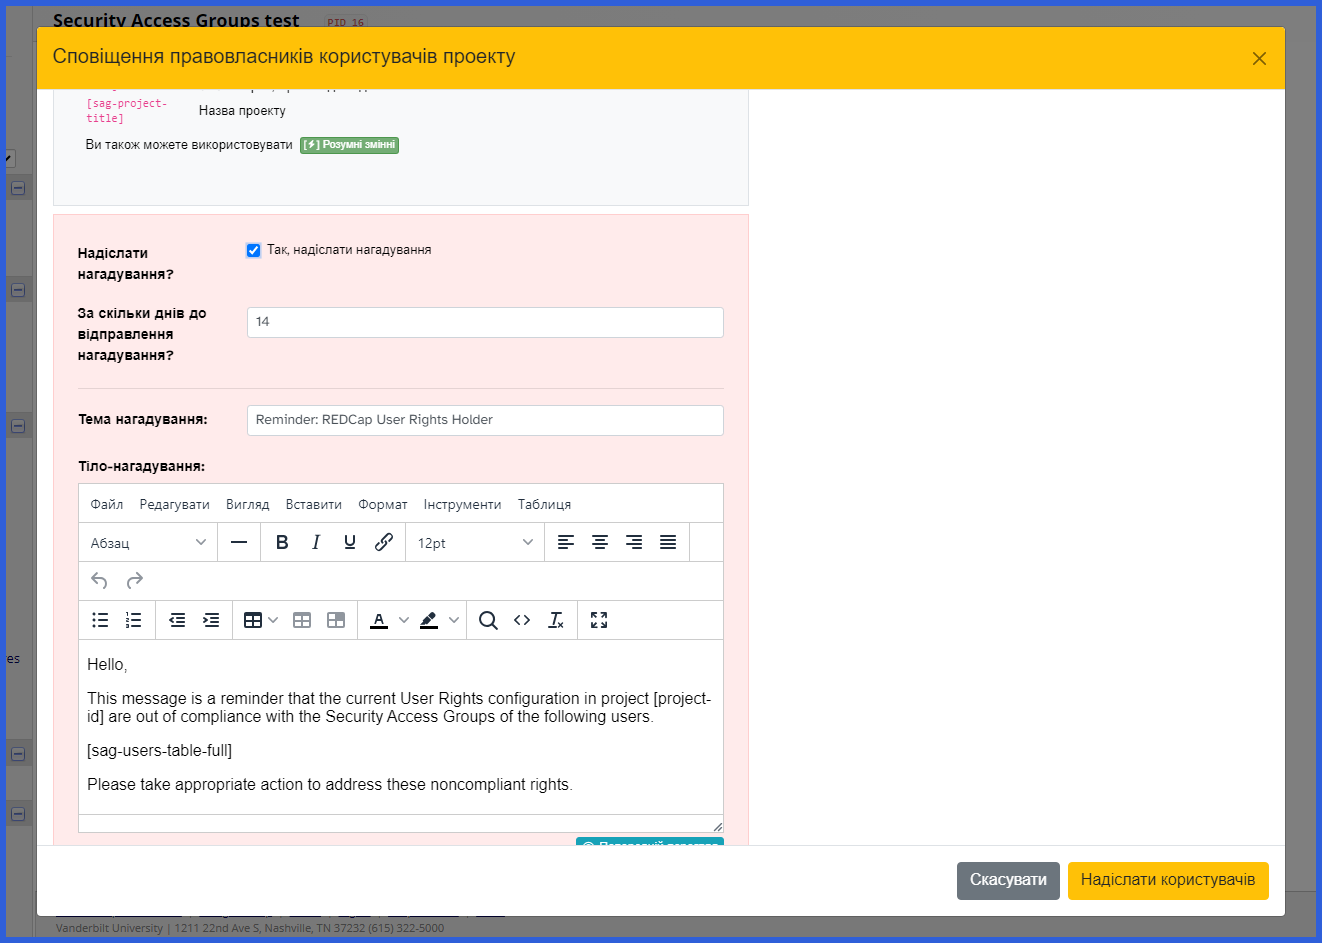 Security Access Groups test PID 16
Сповіщення правовласників користувачів проекту
[sag-project-
title]
Назва проекту
Ви також можете використовувати [⚡] Розумні змінні
Надіслати
нагадування?
Так, надіслати нагадування
За скільки днів до
відправлення
нагадування?
14
Тема нагадування:
Reminder: REDCap User Rights Holder
Тіло-нагадування:
Файл Редагувати Вигляд Вставити Формат Інструменти Таблиця
Абзац
12pt
Hello,
This message is a reminder that the current User Rights configuration in project [project-
id] are out of compliance with the Security Access Groups of the following users.
[sag-users-table-full]
Please take appropriate action to address these noncompliant rights.
Скасувати
Надіслати користувачів
Vanderbilt University | 1211 22nd Ave S, Nashville, TN 37232 (615) 322-5000